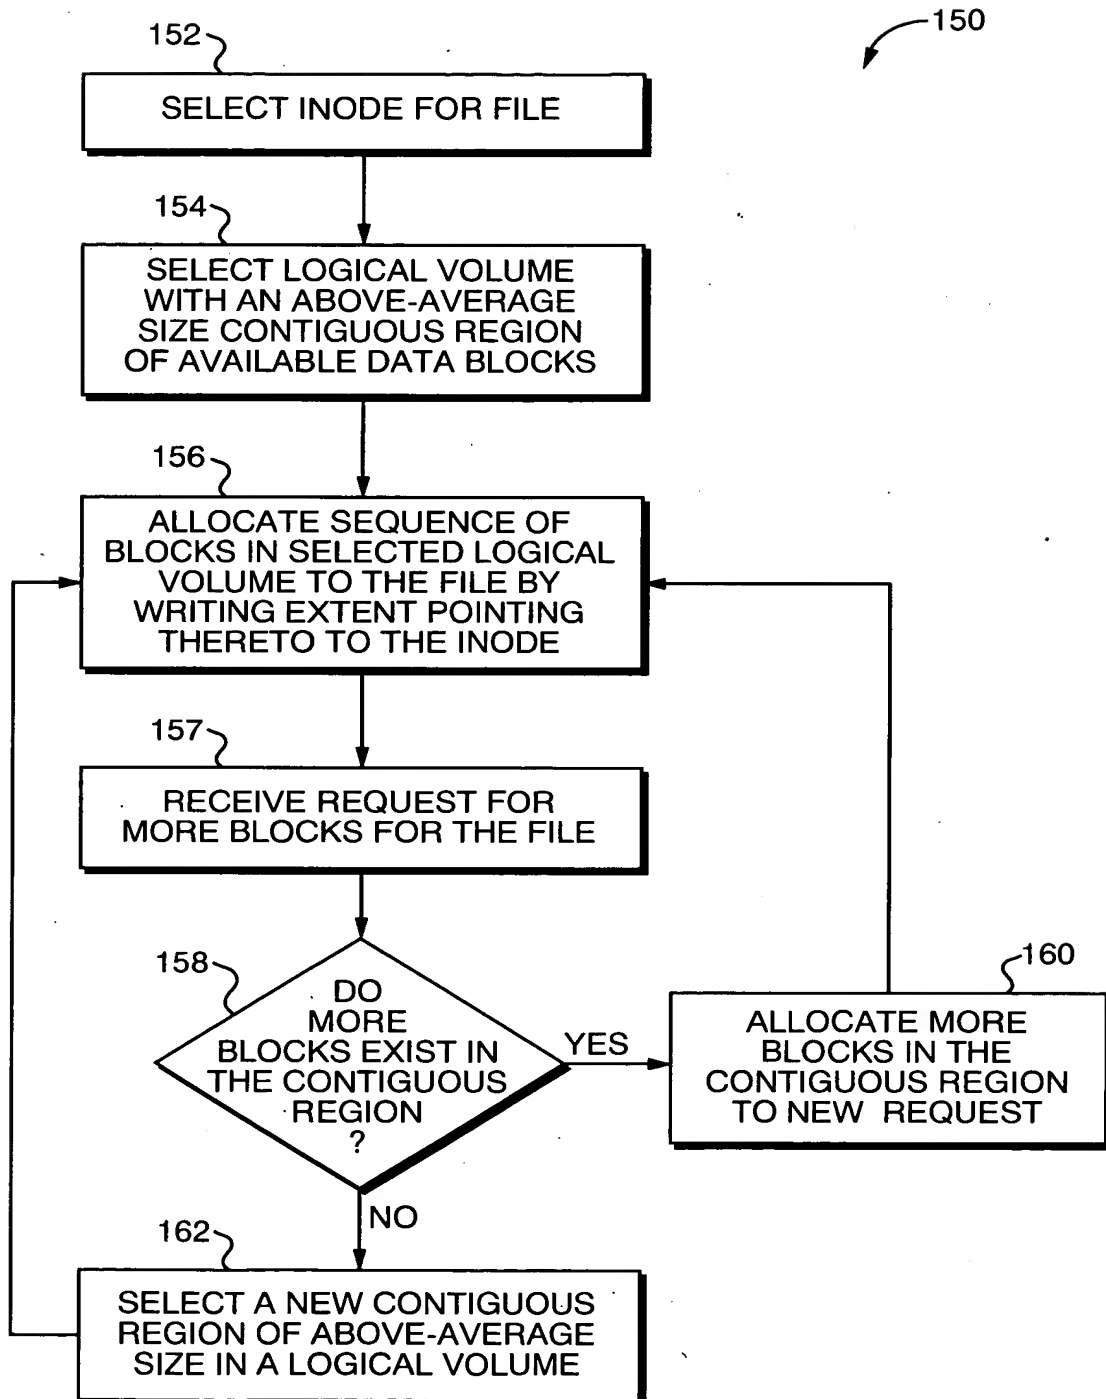 150
152
SELECT INODE FOR FILE
154
SELECT LOGICAL VOLUME
WITH AN ABOVE-AVERAGE
SIZE CONTIGUOUS REGION
OF AVAILABLE DATA BLOCKS
156
ALLOCATE SEQUENCE OF
BLOCKS IN SELECTED LOGICAL
VOLUME TO THE FILE BY
WRITING EXTENT POINTING
THERETO TO THE INODE
157
RECEIVE REQUEST FOR
MORE BLOCKS FOR THE FILE
158
DO
MORE
BLOCKS EXIST IN
THE CONTIGUOUS
REGION
?
YES
160
ALLOCATE MORE
BLOCKS IN THE
CONTIGUOUS REGION
TO NEW REQUEST
NO
162
SELECT A NEW CONTIGUOUS
REGION OF ABOVE-AVERAGE
SIZE IN A LOGICAL VOLUME